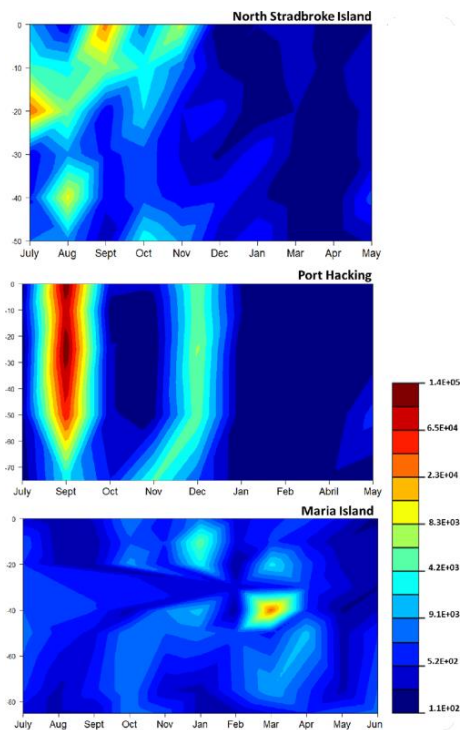 North Stradbroke Island
0
-10
-20
-30
-40
-50
July Aug Sept Oct Nov Dec Jan Feb Mar Apr May
Port Hacking
0
-10
-20
-30
-40
-50
-60
-70
July Sept Oct Nov Dec Jan Feb Abril May
1.4E+05
6.5E+04
2.3E+04
8.3E+03
4.2E+03
9.1E+03
5.2E+02
1.1E+02
Maria Island
0
-20
-40
-60
-80
July Aug Sep Oct Nov Dec Jan Feb Mar Apr May Jun